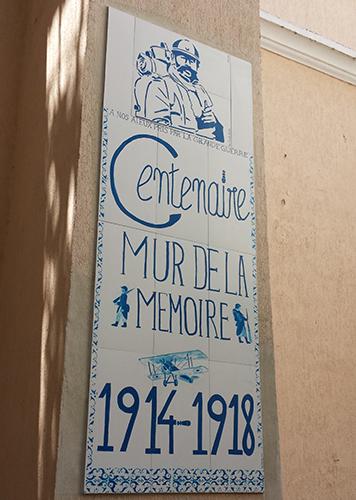 A NOS AIEUX PRIS PAR LA GRANDE GUERRE
Centenaire
MUR DE LA
MEMOIRE
1914-1918